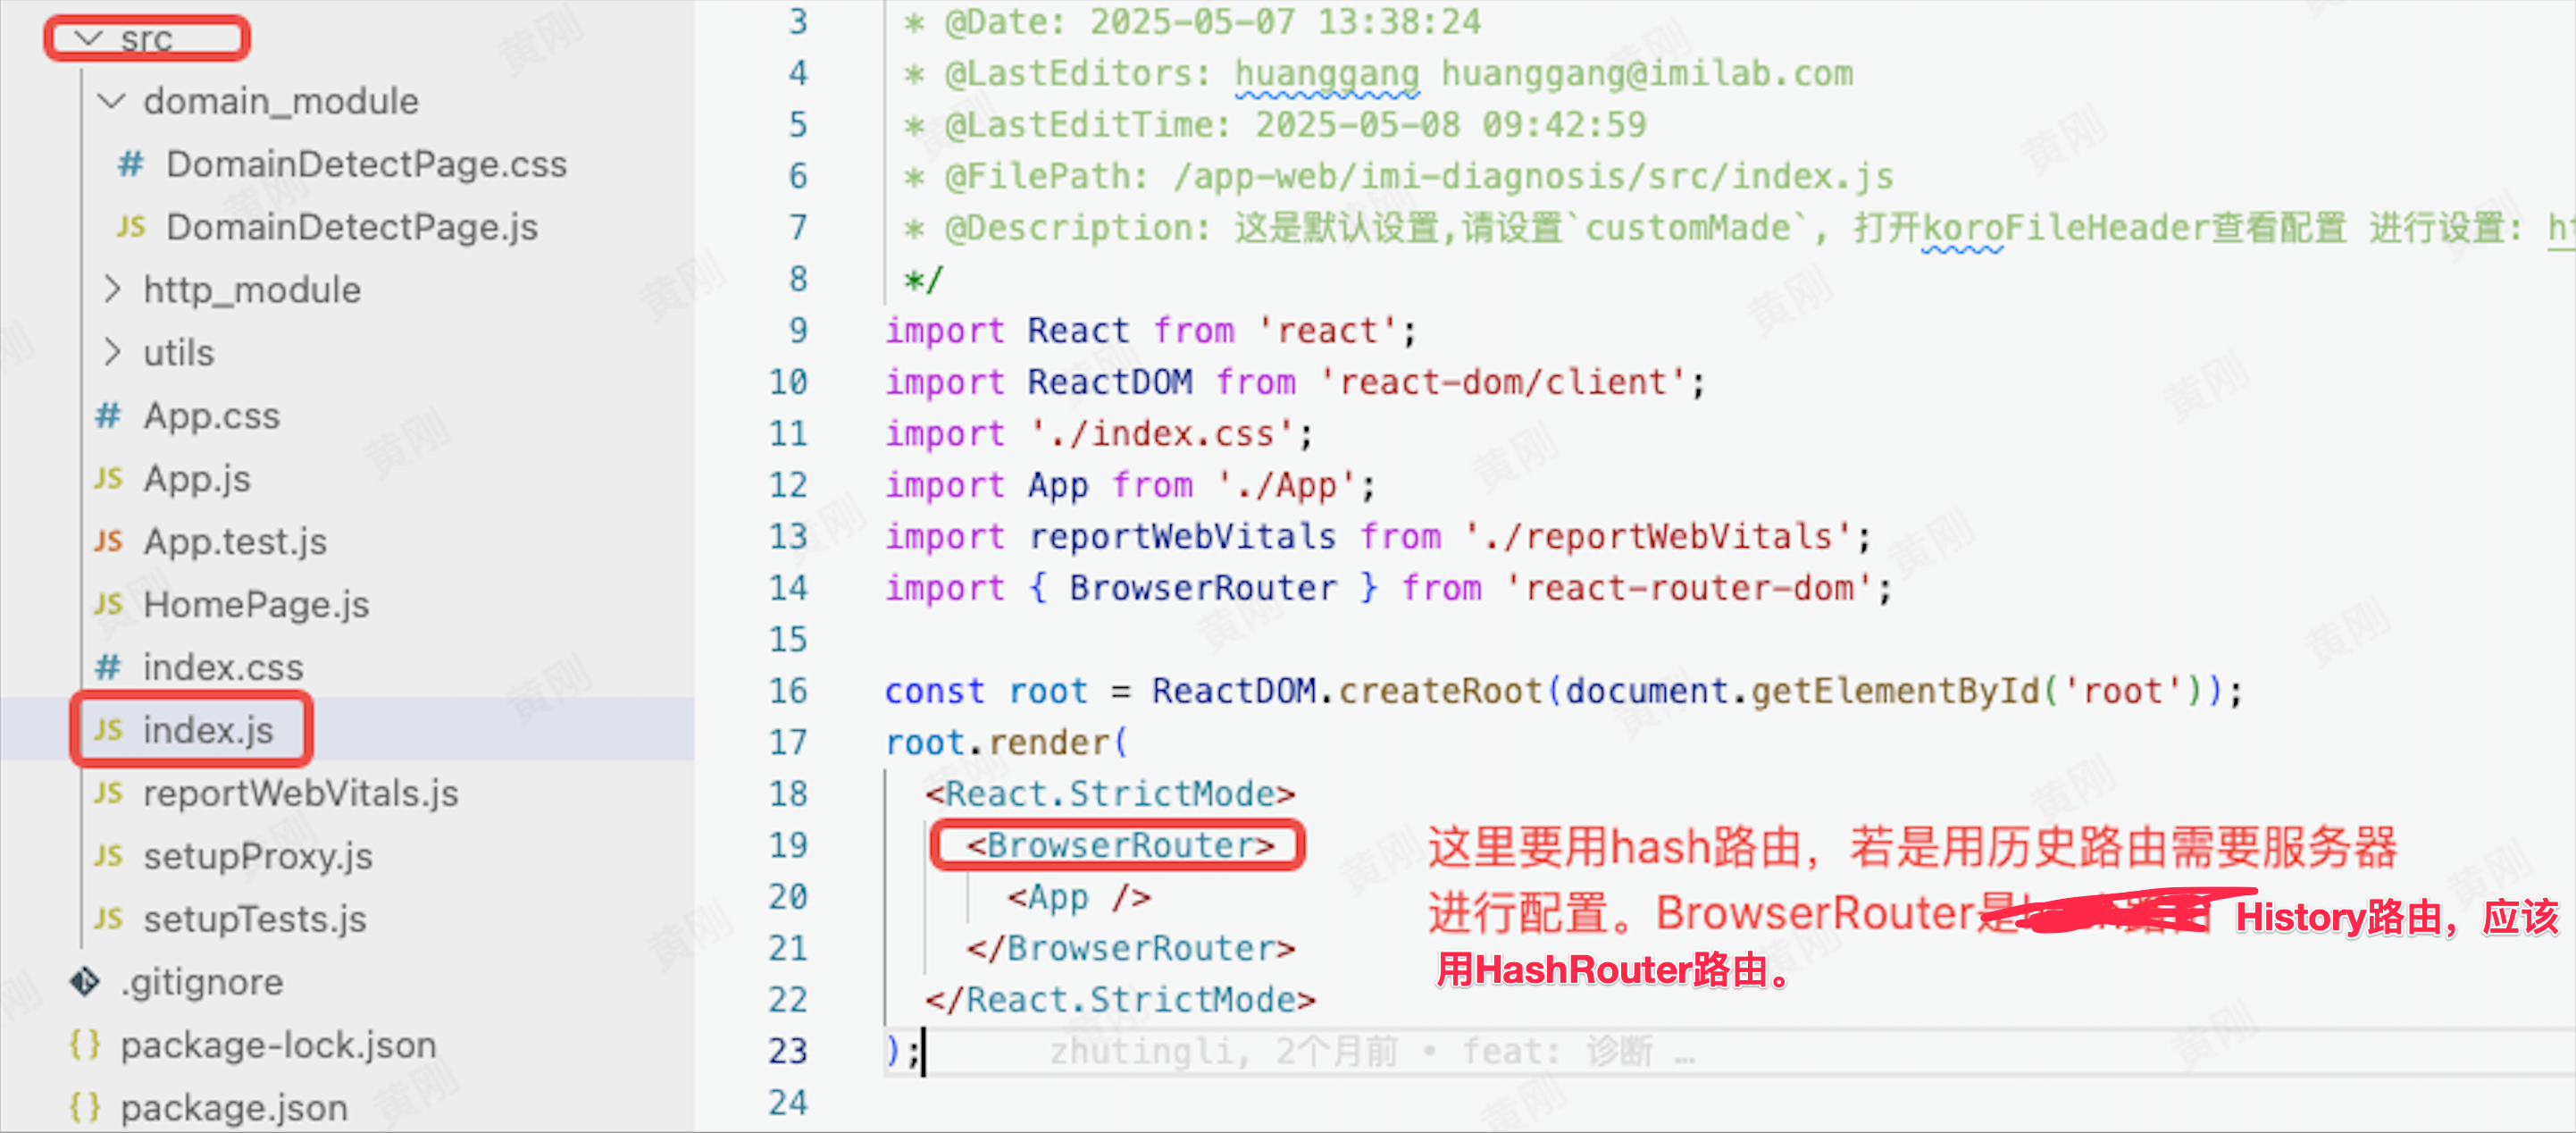 src
domain_module
# DomainDetectPage.css
JS DomainDetectPage.js
http_module
utils
# App.css
JS App.js
JS App.test.js
JS HomePage.js
# index.css
JS index.js
JS reportWebVitals.js
JS setupProxy.js
JS setupTests.js
.gitignore
{} package-lock.json
{} package.json
3 * @Date: 2025-05-07 13:38:24
4 * @LastEditors: huanggang huanggang@imilab.com
5 * @LastEditTime: 2025-05-08 09:42:59
6 * @FilePath: /app-web/imi-diagnosis/src/index.js
7 * @Description: 这是默认设置,请设置`customMade`, 打开koroFileHeader查看配置 进行设置: ht
8 */
9 import React from 'react';
10 import ReactDOM from 'react-dom/client';
11 import './index.css';
12 import App from './App';
13 import reportWebVitals from './reportWebVitals';
14 import { BrowserRouter } from 'react-router-dom';
15
16 const root = ReactDOM.createRoot(document.getElementById('root'));
17 root.render(
18 <React.StrictMode>
19 <BrowserRouter>
20 <App />
21 </BrowserRouter>
22 </React.StrictMode>
23 ); zhutingli, 2个月前 • feat: 诊断 …
24
这里要用hash路由，若是用历史路由需要服务器
进行配置。BrowserRouter是 History路由，应该
用HashRouter路由。
黄刚